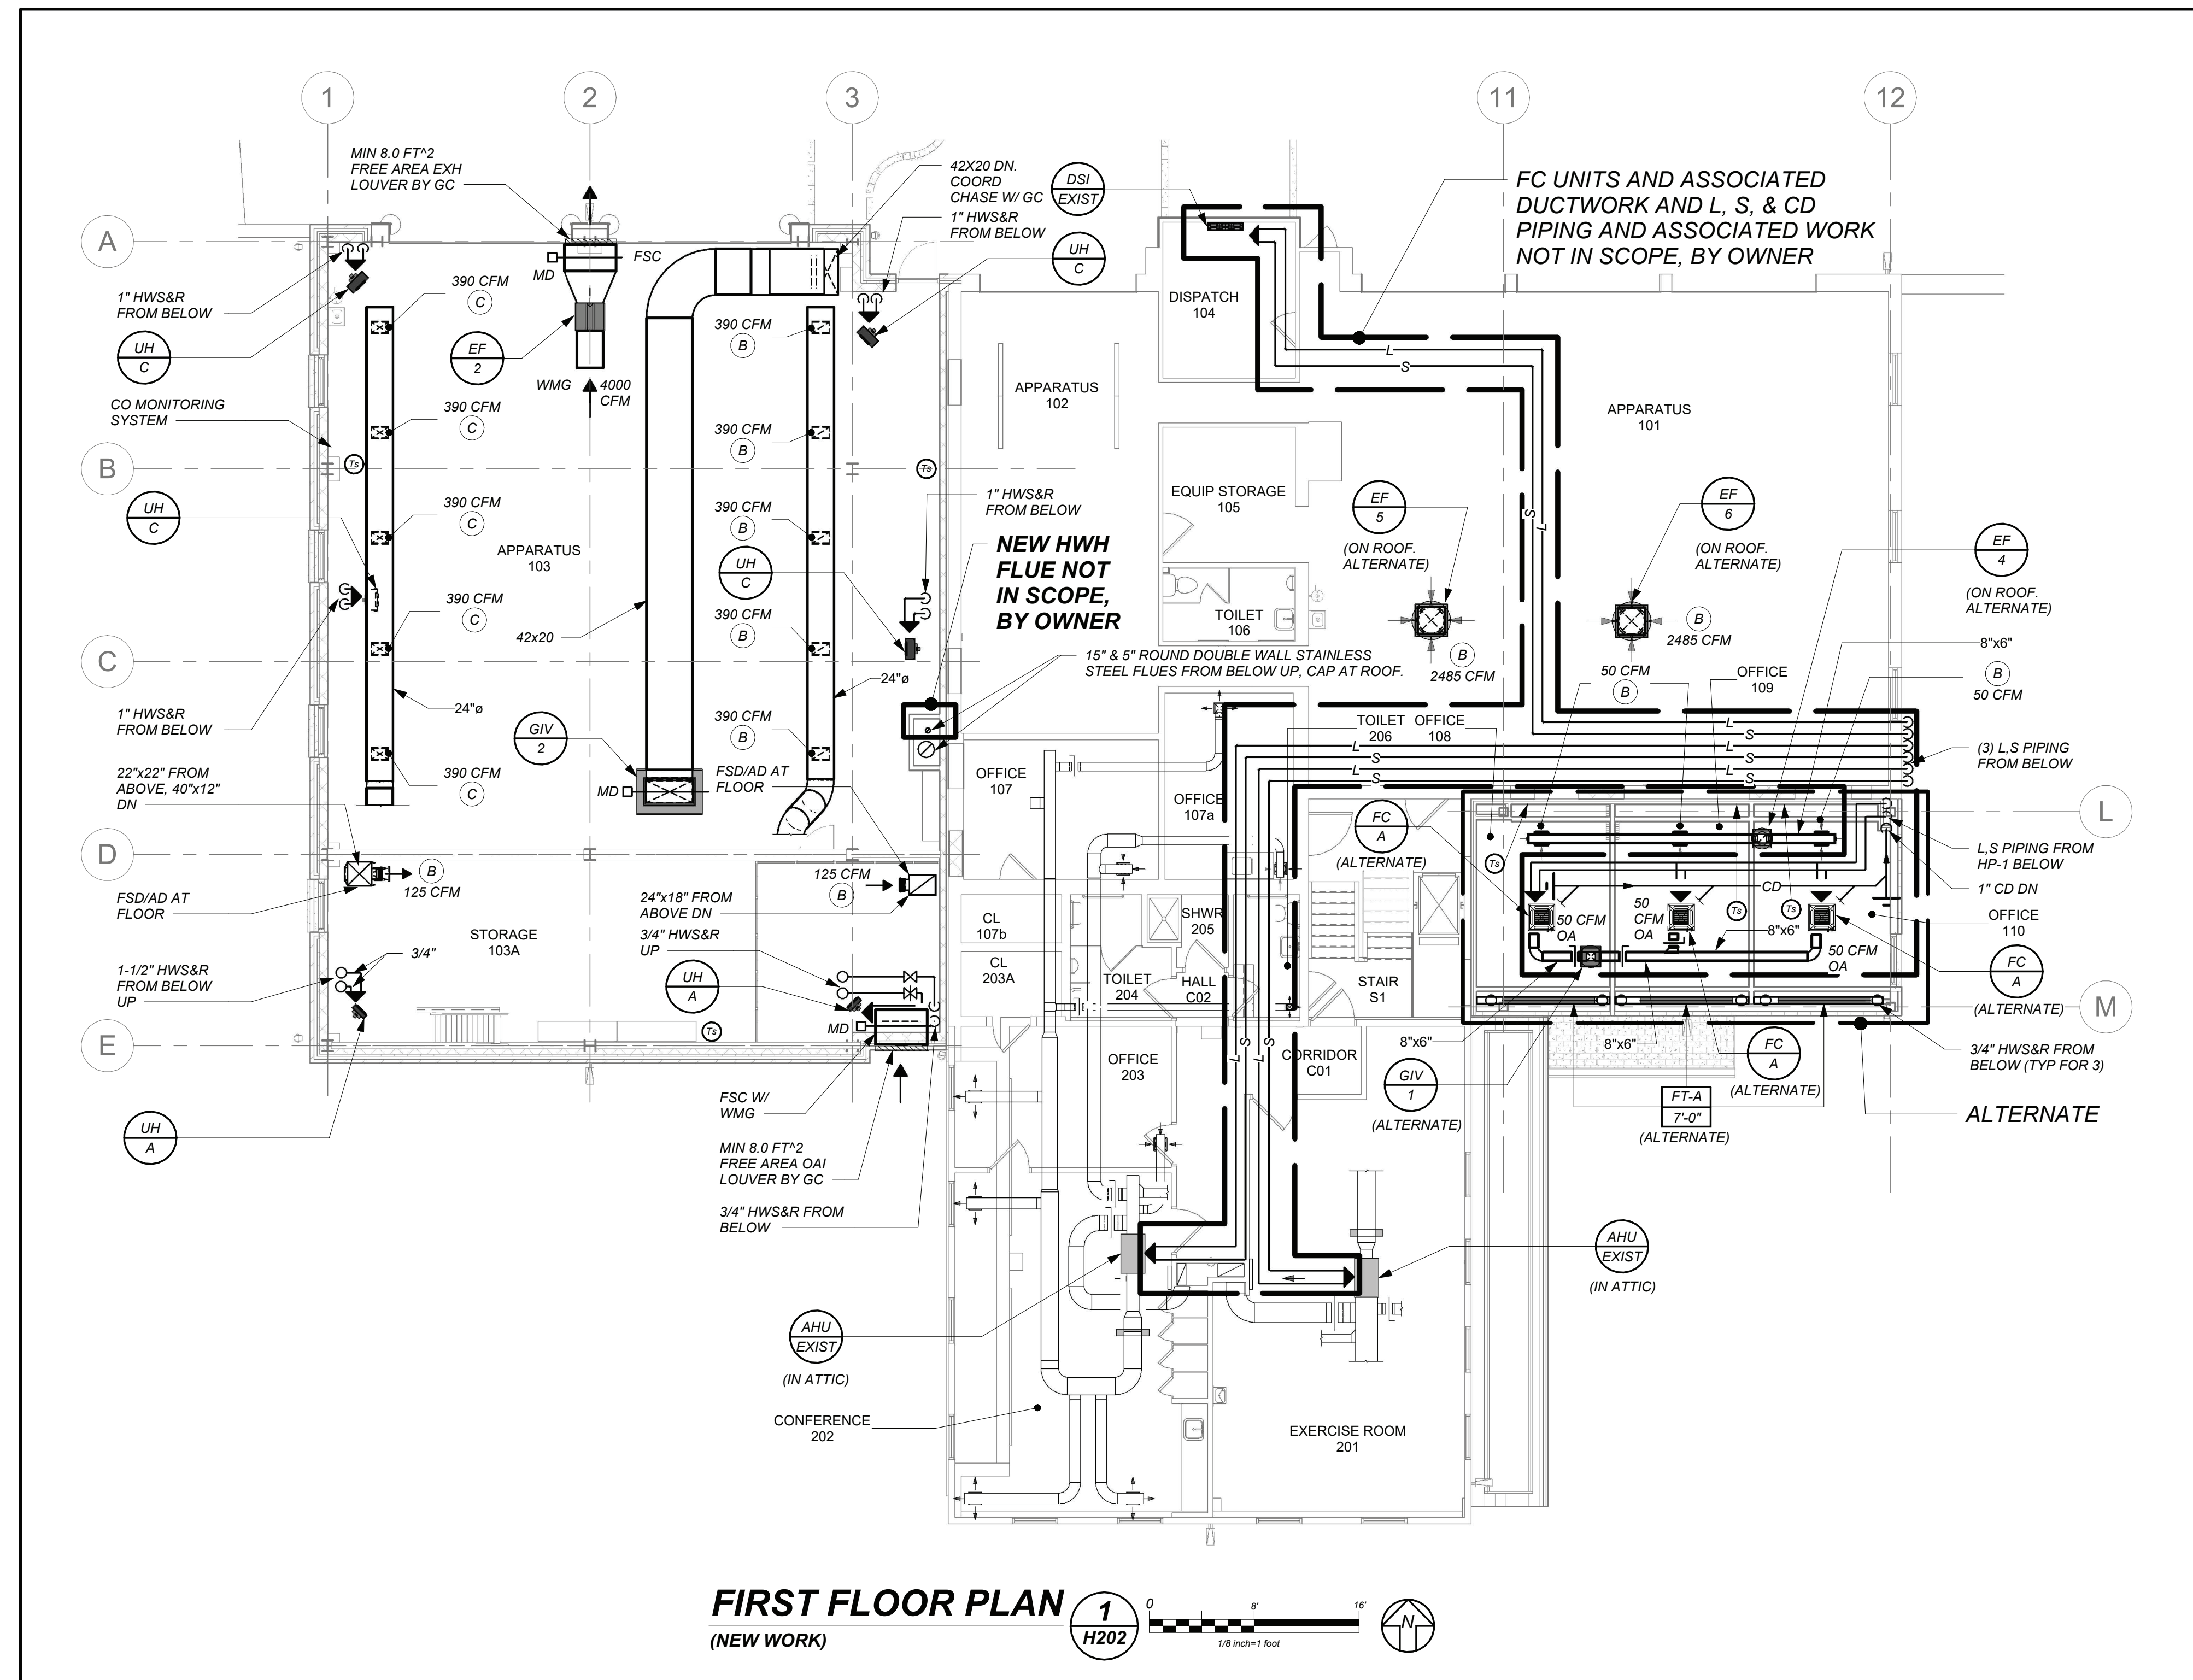 1
2
3
11
12
A
B
C
D
E
L
M
MIN 8.0 FT^2
FREE AREA EXH
LOUVER BY GC
MD
FSC
42X20 DN.
COORD
CHASE W/ GC
1" HWS&R
FROM BELOW
DSI
EXIST
UH
C
FC UNITS AND ASSOCIATED
DUCTWORK AND L, S, & CD
PIPING AND ASSOCIATED WORK
NOT IN SCOPE, BY OWNER
1" HWS&R
FROM BELOW
UH
C
390 CFM
C
EF
2
WMG
4000
CFM
390 CFM
B
DISPATCH
104
L
S
CO MONITORING
SYSTEM
390 CFM
C
390 CFM
B
APPARATUS
102
APPARATUS
101
Ts
Ts
UH
C
390 CFM
C
390 CFM
B
1" HWS&R
FROM BELOW
EQUIP STORAGE
105
EF
5
(ON ROOF.
ALTERNATE)
S
L
EF
6
(ON ROOF.
ALTERNATE)
EF
4
(ON ROOF.
ALTERNATE)
APPARATUS
103
UH
C
NEW HWH
FLUE NOT
IN SCOPE,
BY OWNER
390 CFM
C
390 CFM
B
42x20
TOILET
106
B
2485 CFM
B
2485 CFM
15" & 5" ROUND DOUBLE WALL STAINLESS
STEEL FLUES FROM BELOW UP, CAP AT ROOF.
8"x6"
50 CFM
B
OFFICE
109
B
50 CFM
1" HWS&R
FROM BELOW
24"ø
24"ø
GIV
2
390 CFM
B
TOILET
206
OFFICE
108
L
S
L
S
L
S
(3) L,S PIPING
FROM BELOW
22"x22" FROM
ABOVE, 40"x12"
DN
390 CFM
C
MD
FSD/AD AT
FLOOR
OFFICE
107
OFFICE
107a
FC
A
(ALTERNATE)
Ts
L,S PIPING FROM
HP-1 BELOW
FSD/AD AT
FLOOR
B
125 CFM
125 CFM
B
24"x18" FROM
ABOVE DN
CL
107b
SHWR
205
CD
1" CD DN
50 CFM
OA
50
CFM
OA
Ts
Ts
OFFICE
110
8"x6"
50 CFM
OA
STORAGE
103A
3/4" HWS&R
UP
1-1/2" HWS&R
FROM BELOW
UP
3/4"
UH
A
CL
203A
TOILET
204
HALL
C02
STAIR
S1
FC
A
(ALTERNATE)
MD
Ts
OFFICE
203
L
S
L
S
CORRIDOR
C01
8"x6"
8"x6"
FC
A
(ALTERNATE)
3/4" HWS&R FROM
BELOW (TYP FOR 3)
GIV
1
(ALTERNATE)
FT-A
7'-0"
(ALTERNATE)
ALTERNATE
UH
A
FSC W/
WMG
MIN 8.0 FT^2
FREE AREA OAI
LOUVER BY GC
3/4" HWS&R FROM
BELOW
AHU
EXIST
(IN ATTIC)
AHU
EXIST
(IN ATTIC)
CONFERENCE
202
EXERCISE ROOM
201
FIRST FLOOR PLAN
(NEW WORK)
1
H202
0
8'
16'
1/8 inch=1 foot
N